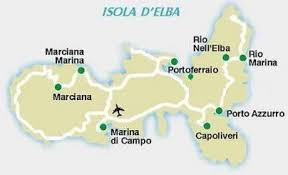 ISOLA D'ELBA
Marciana
Marina
Rio
Nell'Elba
Rio
Marina
Portoferraio
Marciana
Porto Azzurro
Marina
di Campo
Capoliveri